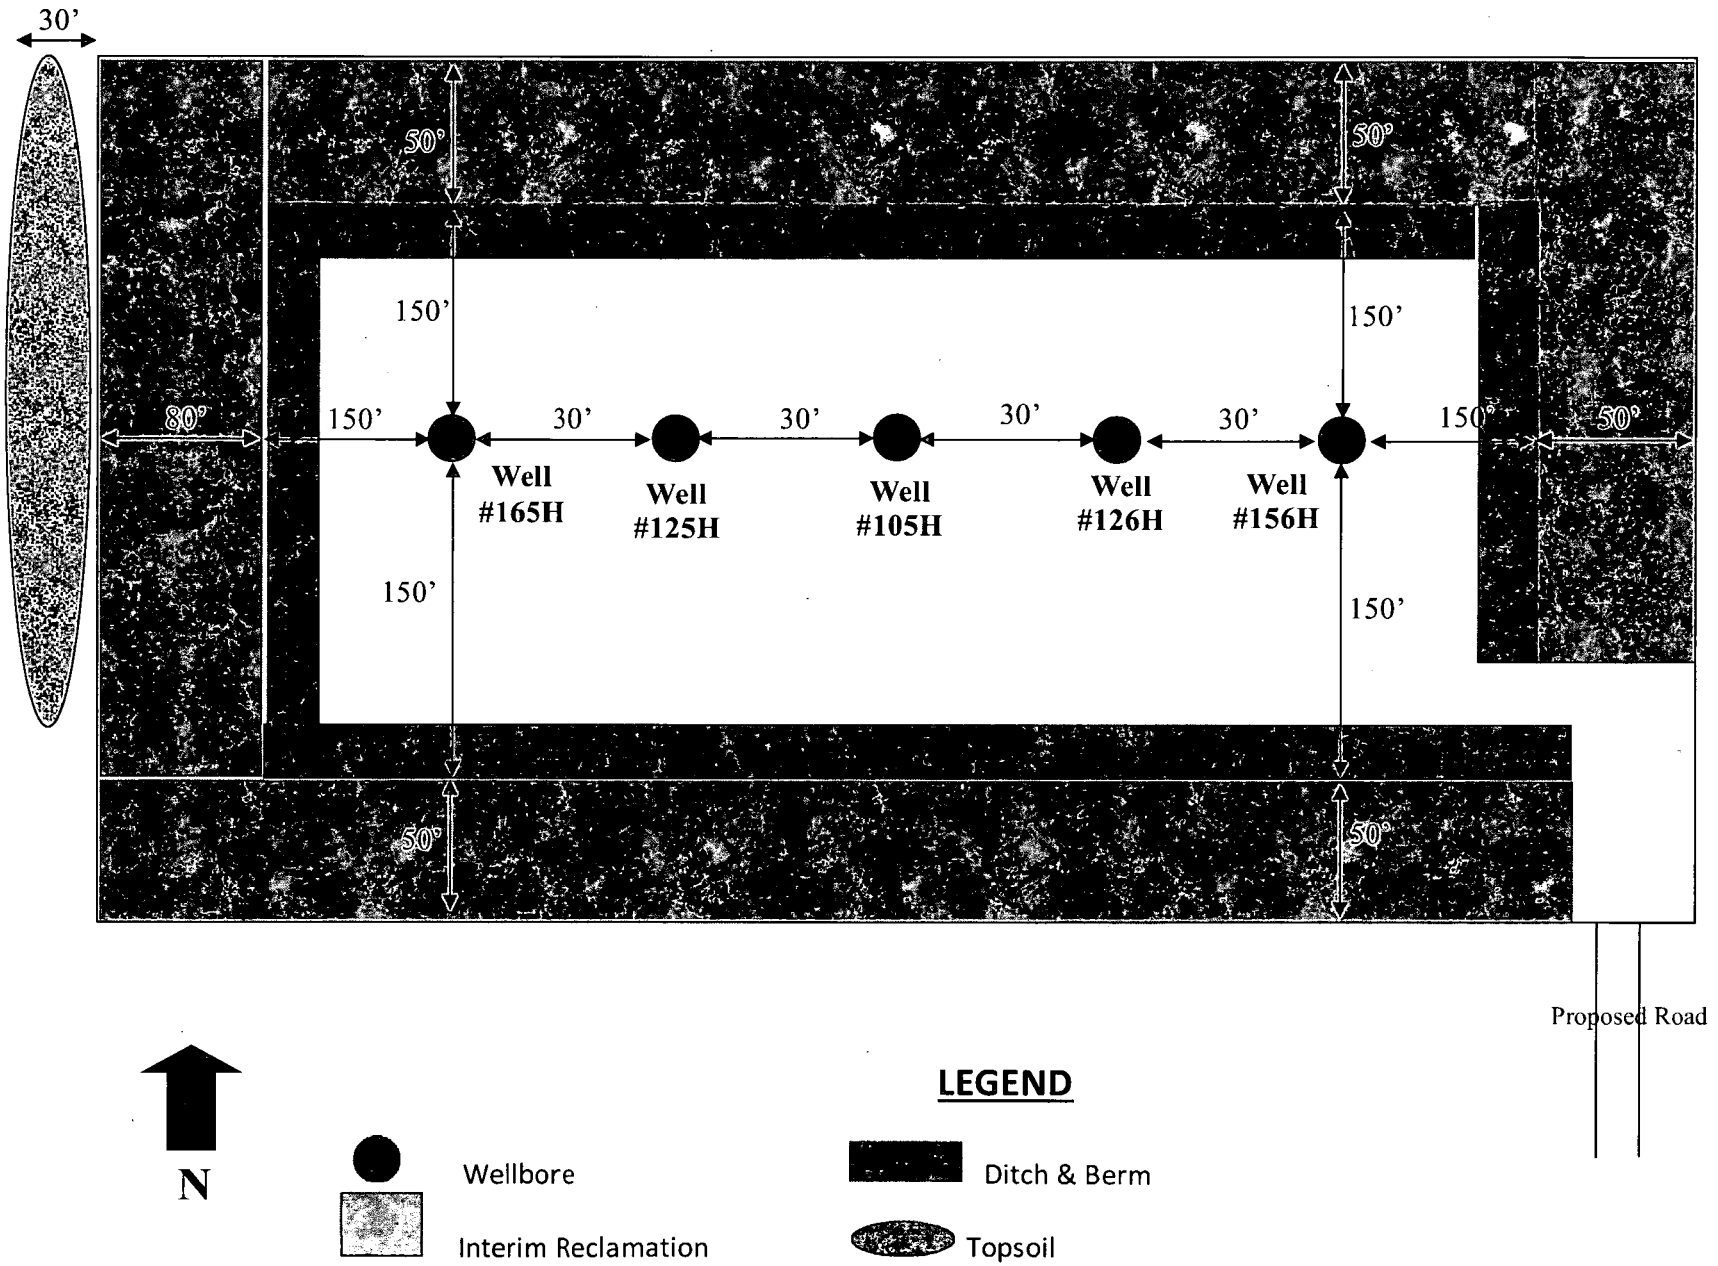 30’
50’ 50’
150’ 150’
80’ 150’ 30’ 30’ 30’ 30’ 150’ 50’
Well
#165H
Well
#125H
Well
#105H
Well
#126H
Well
#156H
150’ 150’
50’ 50’
Proposed Road
LEGEND
N
Wellbore
Ditch & Berm
Interim Reclamation
Topsoil